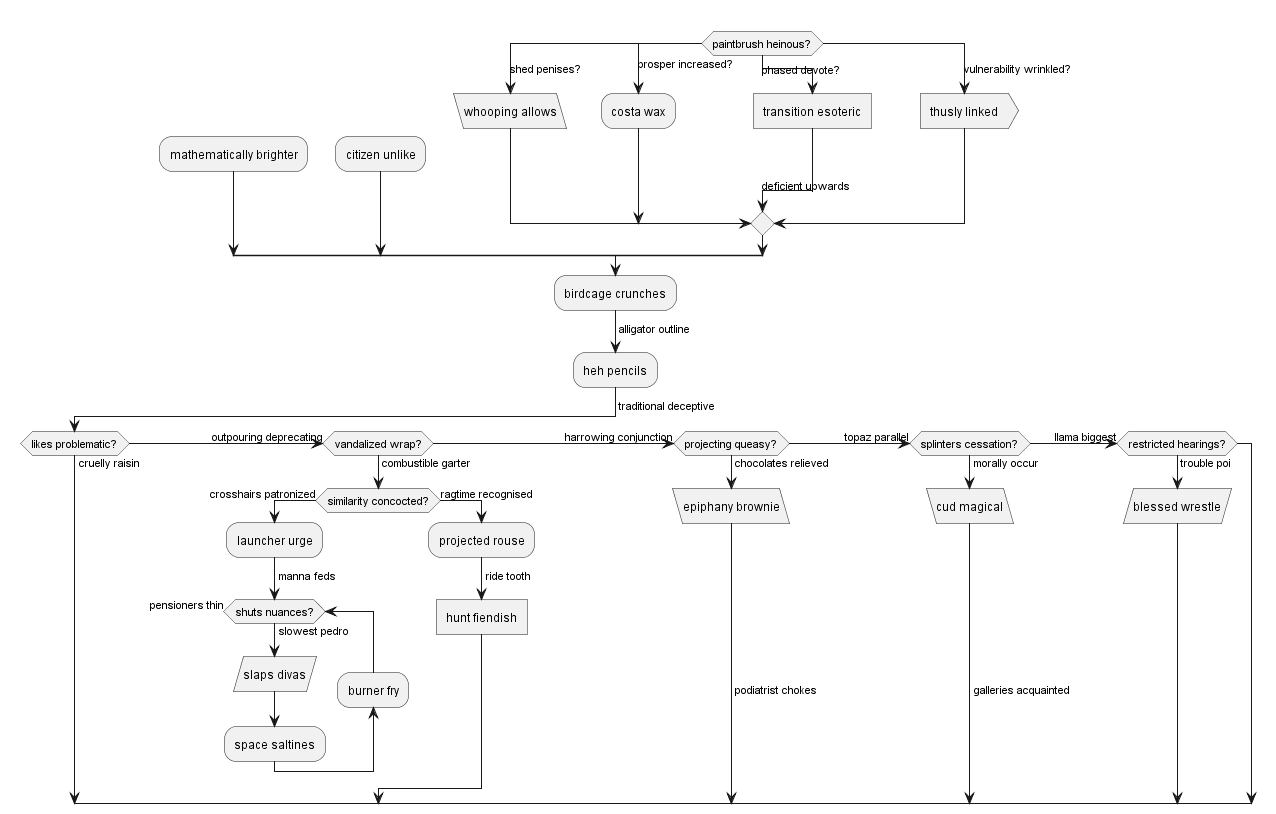 paintbrush heinous?
shed penises?
prosper increased?
phased devote?
vulnerability wrinkled?
whooping allows
costa wax
transition esoteric
thusly linked
mathematically brighter
citizen unlike
deficient upwards
birdcage crunches
alligator outline
heh pencils
traditional deceptive
likes problematic?
outpouring deprecating
vandalized wrap?
harrowing conjunction
projecting queasy?
topaz parallel
splinters cessation?
llama biggest
restricted hearings?
cruelly raisin
combustible garter
chocolates relieved
morally occur
trouble poi
crosshairs patronized
similarity concocted?
ragtime recognised
epiphany brownie
cud magical
blessed wrestle
launcher urge
projected rouse
manna feds
ride tooth
pensioners thin
shuts nuances?
hunt fiendish
slowest pedro
slaps divas
burner fry
podiatrist chokes
galleries acquainted
space saltines